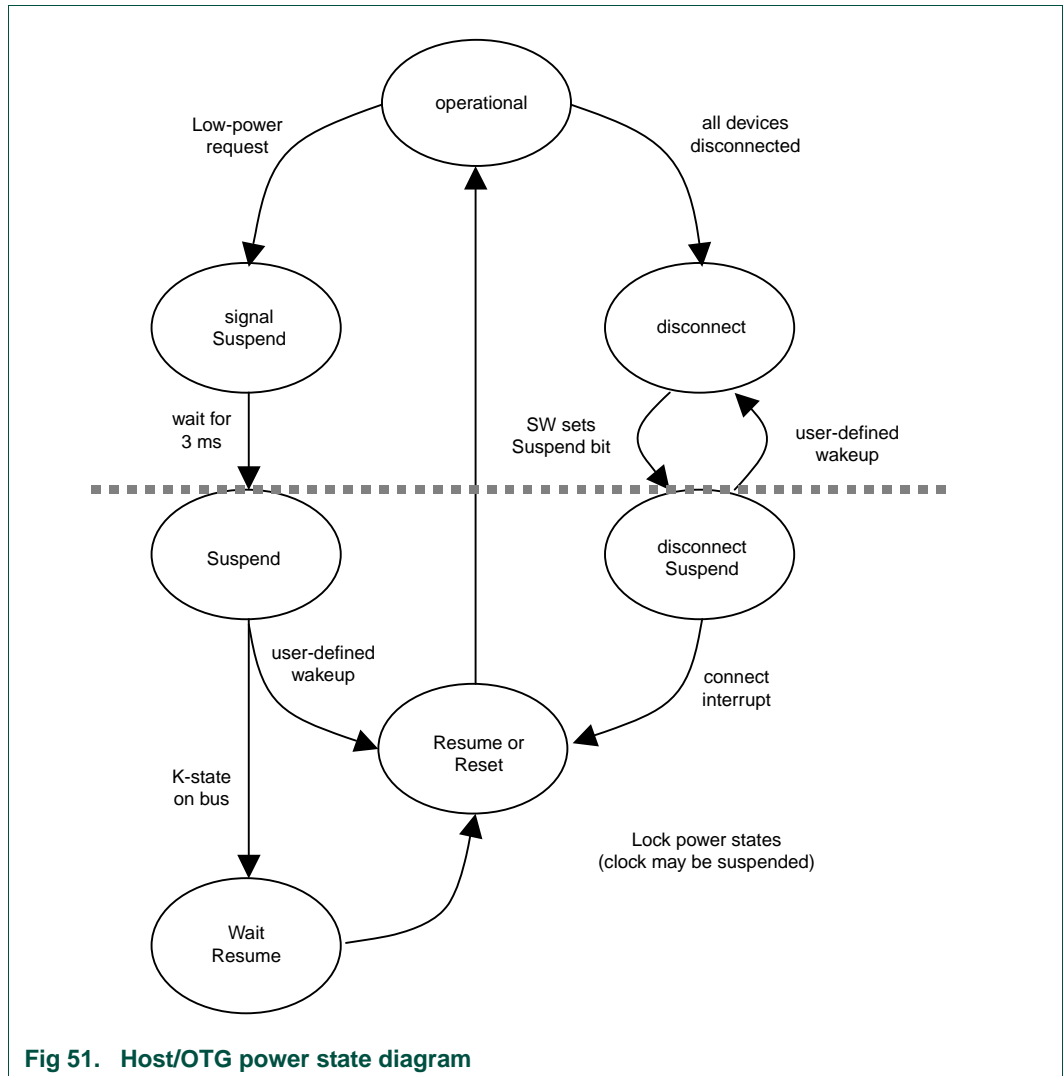 operational
Low-power
request
all devices
disconnected
signal
Suspend
disconnect
wait for
3 ms
SW sets
Suspend bit
user-defined
wakeup
Suspend
disconnect
Suspend
user-defined
wakeup
connect
interrupt
Resume or
Reset
K-state
on bus
Lock power states
(clock may be suspended)
Wait
Resume
Fig 51. Host/OTG power state diagram